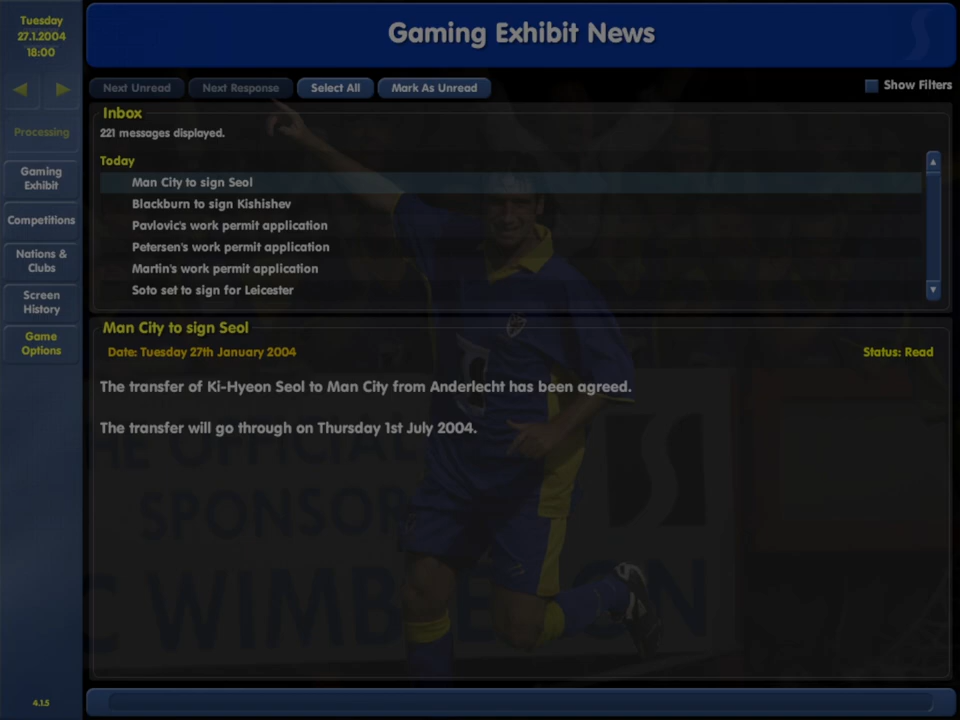 Tuesday
27.1.2004
18:00
Gaming Exhibit News
Next Unread
Next Response
Select All
Mark As Unread
Show Filters
Processing
Gaming
Exhibit
Competitions
Nations &
Clubs
Screen
History
Game
Options
4.1.5
Inbox
221 messages displayed.
Today
Man City to sign Seol
Blackburn to sign Kishishev
Pavlovic's work permit application
Petersen's work permit application
Martin's work permit application
Soto set to sign for Leicester
Man City to sign Seol
Date: Tuesday 27th January 2004
Status: Read
The transfer of Ki-Hyeon Seol to Man City from Anderlecht has been agreed.
The transfer will go through on Thursday 1st July 2004.
THE OFFICIAL
SPONSOR